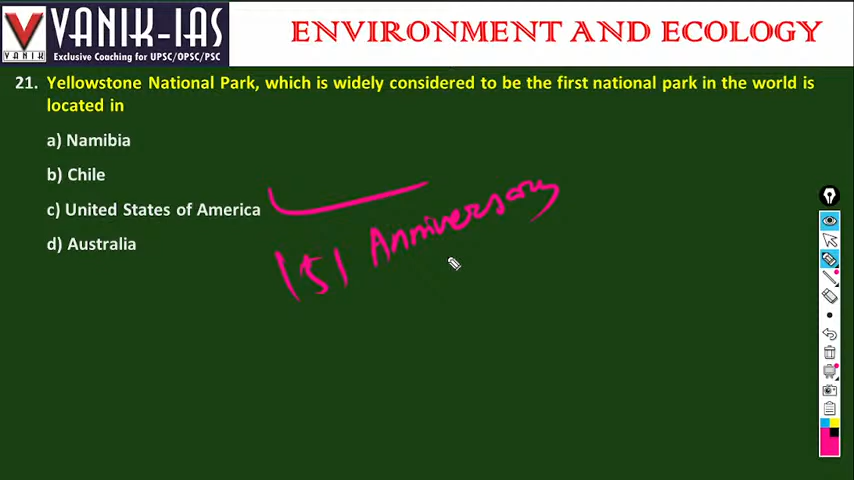 VANIK-IAS
VANIK
Exclusive Coaching for UPSC/OPSC/PSC
ENVIRONMENT AND ECOLOGY
21. Yellowstone National Park, which is widely considered to be the first national park in the world is
located in
a) Namibia
b) Chile
c) United States of America
d) Australia
151 Anniversary